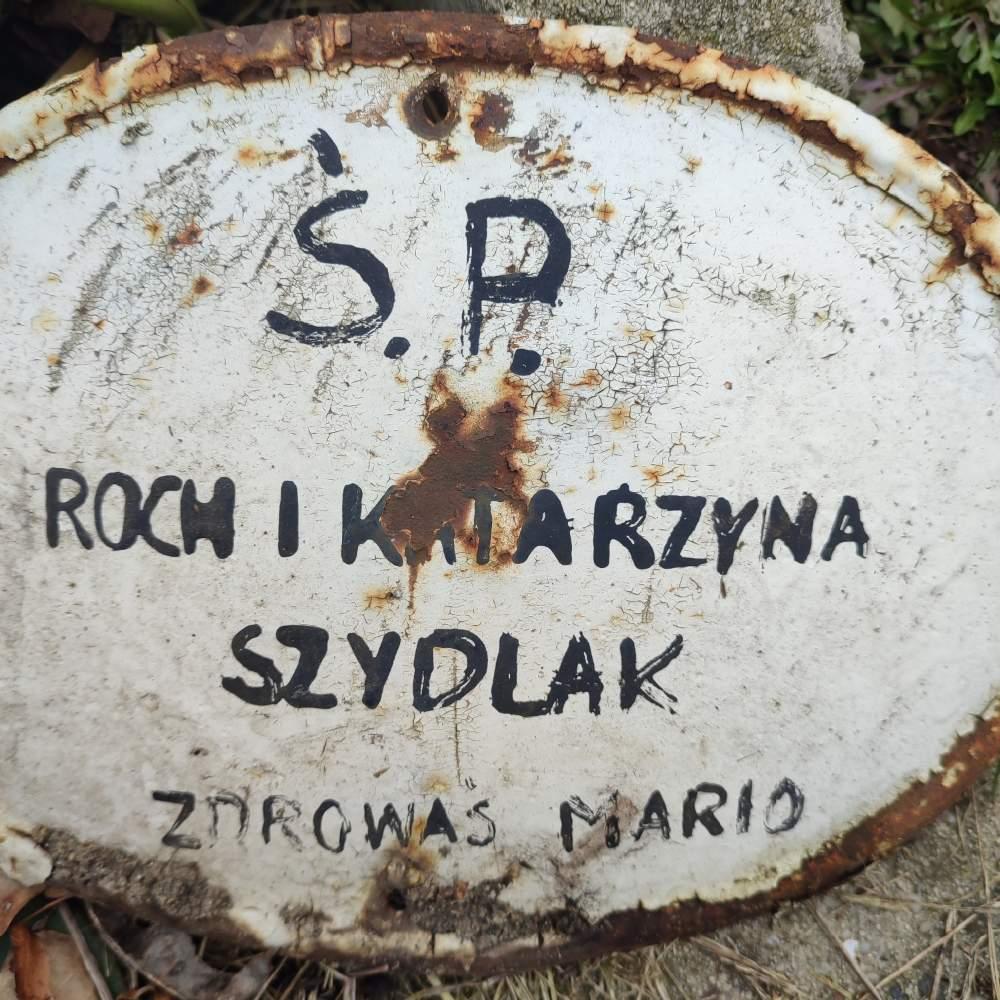 Ś. P.
ROCH I KATARZYNA
SZYDLAK
ZDROWAŚ MARIO